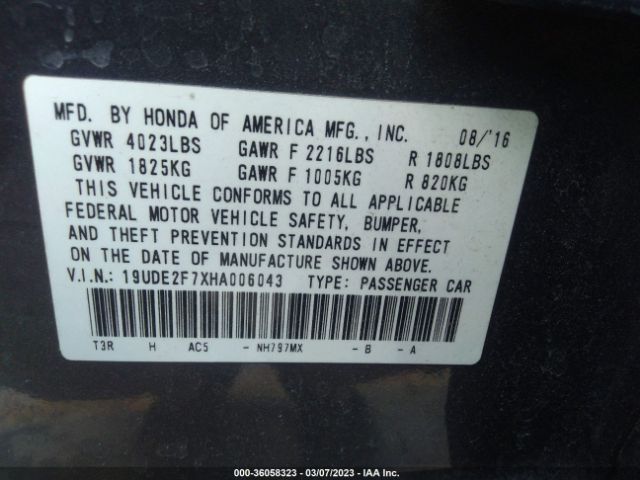 MFD. BY HONDA OF AMERICA MFG., INC. 08/'16
GVWR 4023LBS GAWR F 2216LBS R 1808LBS
GVWR 1825KG GAWR F 1005KG R 820KG
THIS VEHICLE CONFORMS TO ALL APPLICABLE
FEDERAL MOTOR VEHICLE SAFETY, BUMPER,
AND THEFT PREVENTION STANDARDS IN EFFECT
ON THE DATE OF MANUFACTURE SHOWN ABOVE.
V.I.N.: 19UDE2F7XHA006043 TYPE: PASSENGER CAR
T3R H AC5 - NH797MX - B - A
000-36058323 — 03/07/2023 — IAA Inc.